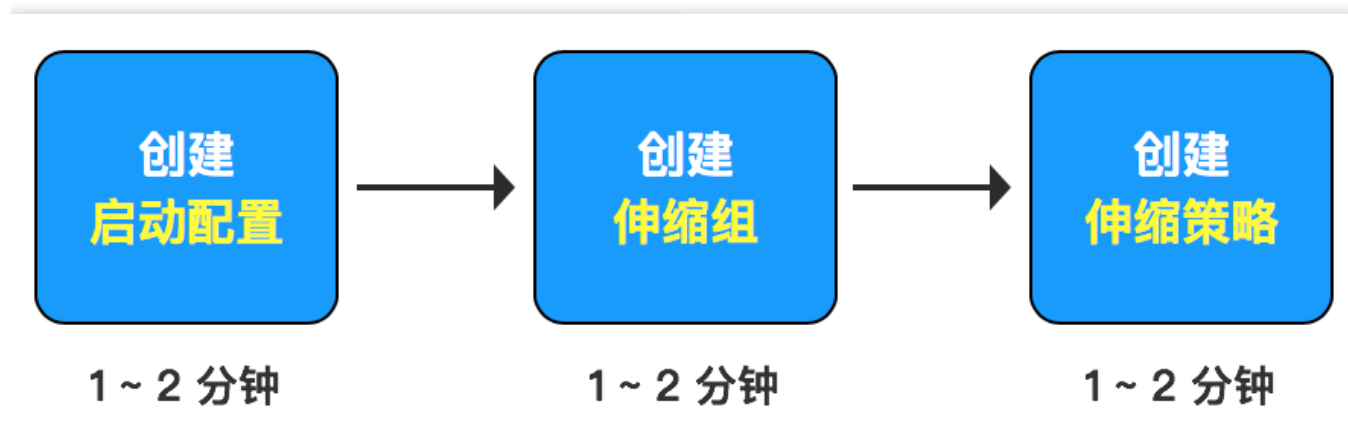 创建
启动配置
创建
伸缩组
创建
伸缩策略
1 ~ 2 分钟
1 ~ 2 分钟
1 ~ 2 分钟